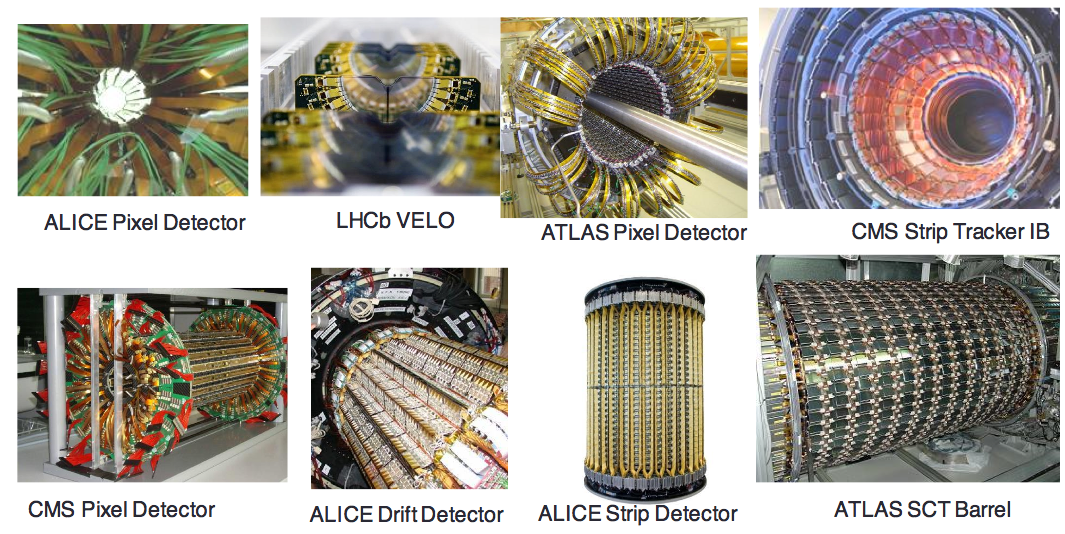 ALICE Pixel Detector
LHCb VELO
ATLAS Pixel Detector
CMS Strip Tracker IB
CMS Pixel Detector
ALICE Drift Detector
ALICE Strip Detector
ATLAS SCT Barrel